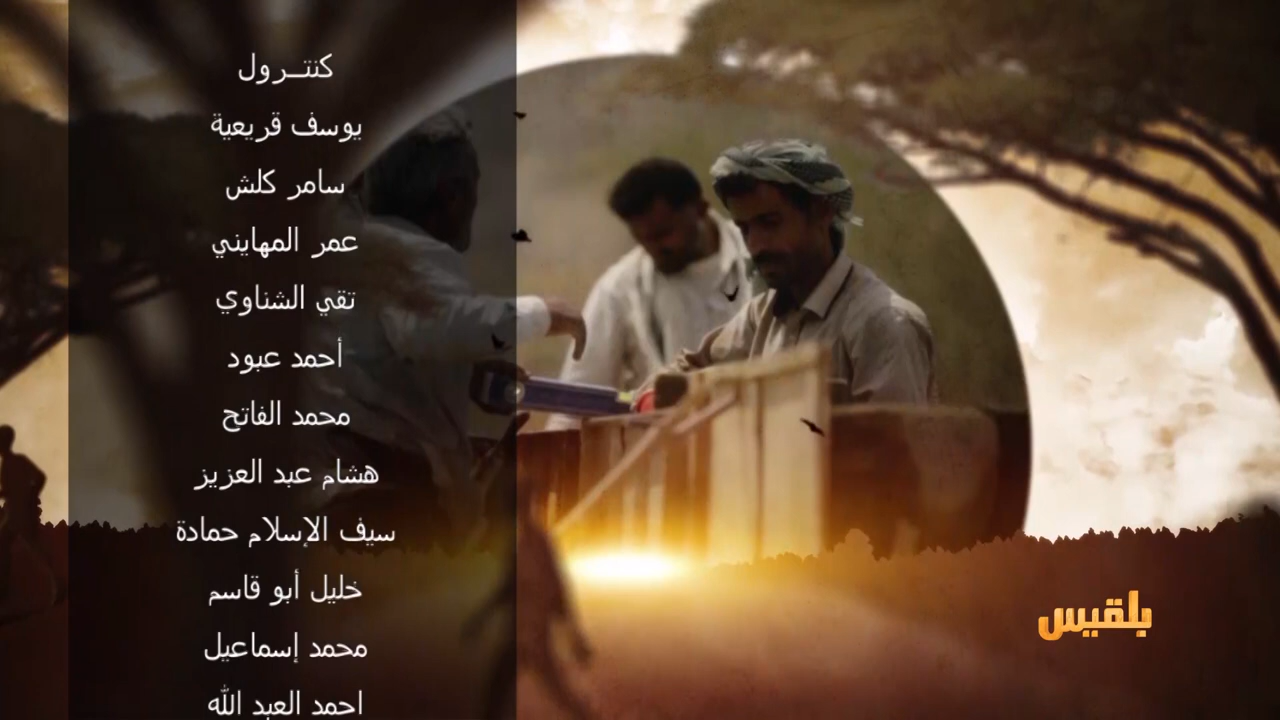 كنتــرول
يوسف قريعية
سامر كلش
عمر المهايني
تقي الشناوي
أحمد عبود
محمد الفاتح
هشام عبد العزيز
سيف الإسلام حمادة
خليل أبو قاسم
محمد إسماعيل
احمد العبد الله
بلقيس